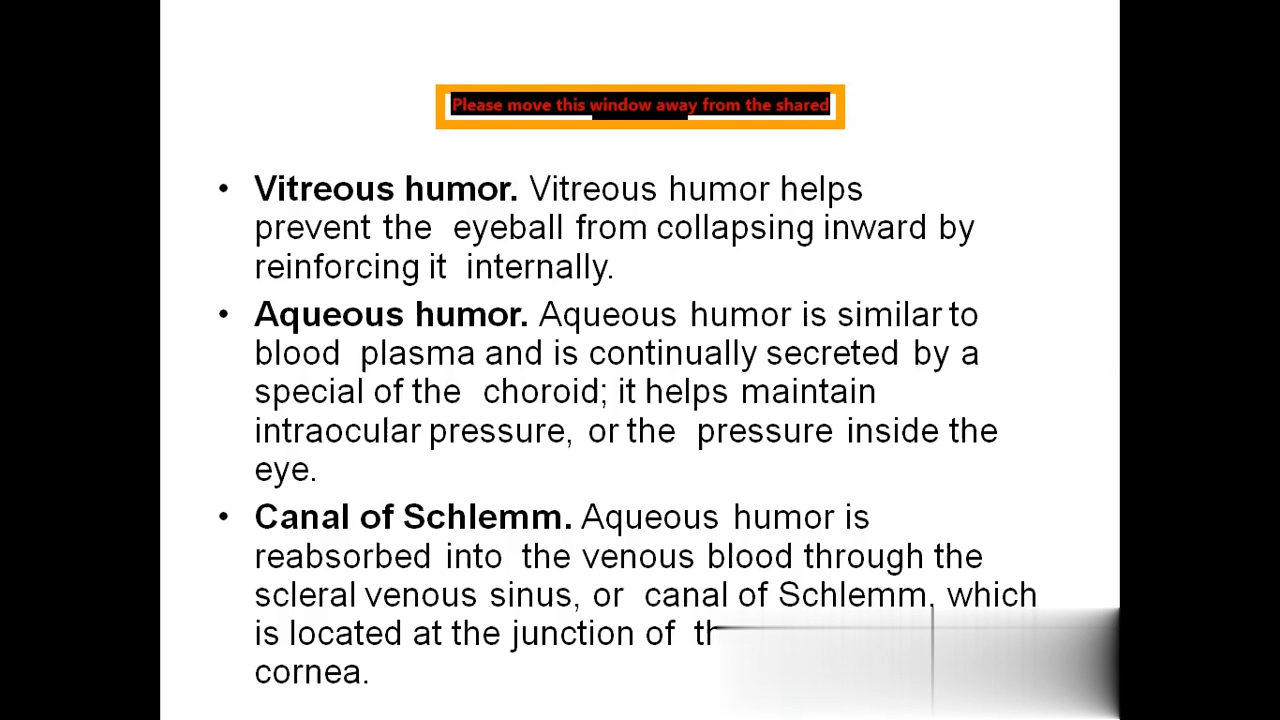 Please move this window away from the shared
• Vitreous humor. Vitreous humor helps
prevent the eyeball from collapsing inward by
reinforcing it internally.
• Aqueous humor. Aqueous humor is similar to
blood plasma and is continually secreted by a
special of the choroid; it helps maintain
intraocular pressure, or the pressure inside the
eye.
• Canal of Schlemm. Aqueous humor is
reabsorbed into the venous blood through the
scleral venous sinus, or canal of Schlemm, which
is located at the junction of
cornea.